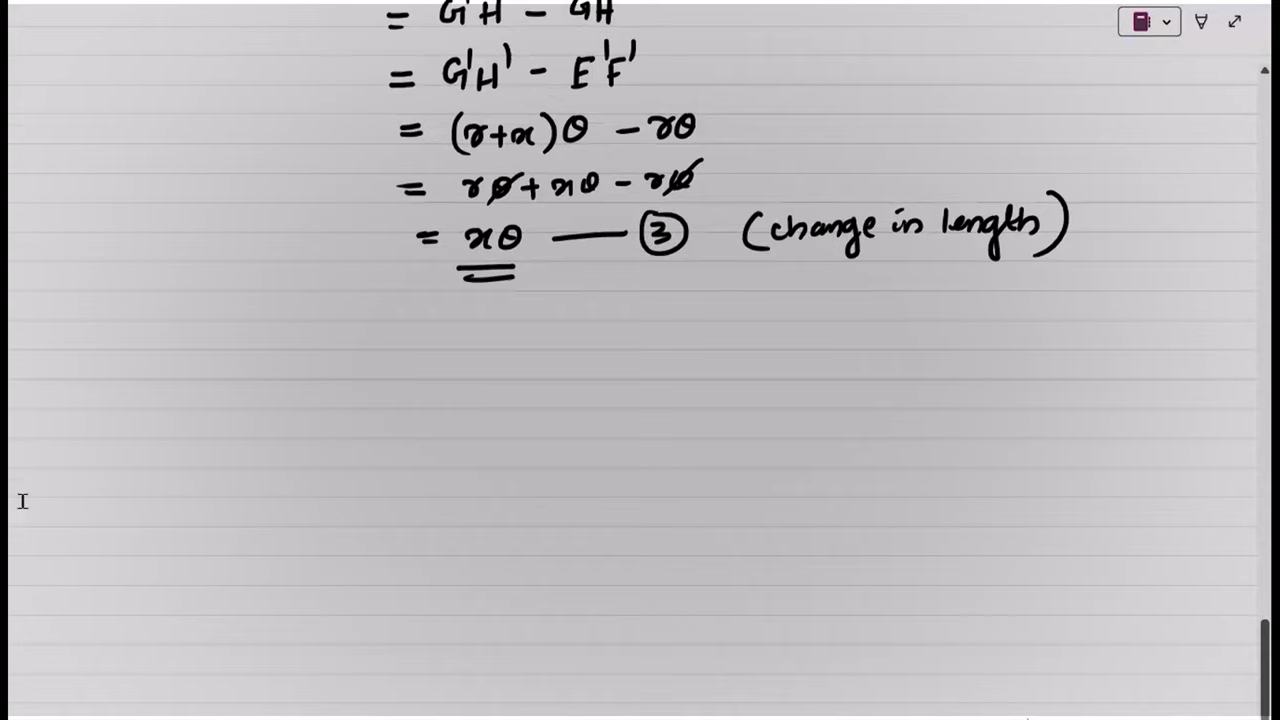 = G'H' - GH
= G'H' - E'F'
= (r+x)θ - rθ
= rθ + xθ - rθ
= xθ —— ③ (change in length)